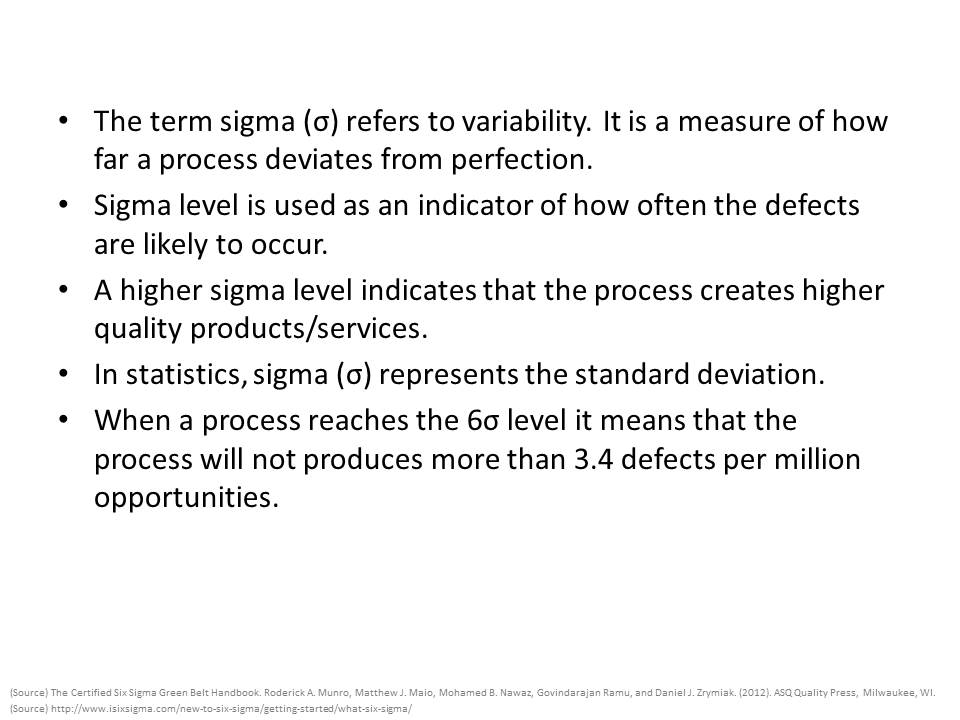 • The term sigma (σ) refers to variability. It is a measure of how
far a process deviates from perfection.
• Sigma level is used as an indicator of how often the defects
are likely to occur.
• A higher sigma level indicates that the process creates higher
quality products/services.
• In statistics, sigma (σ) represents the standard deviation.
• When a process reaches the 6σ level it means that the
process will not produces more than 3.4 defects per million
opportunities.
(Source) The Certified Six Sigma Green Belt Handbook. Roderick A. Munro, Matthew J. Maio, Mohamed B. Nawaz, Govindarajan Ramu, and Daniel J. Zrymiak. (2012). ASQ Quality Press, Milwaukee, WI.
(Source) http://www.isixsigma.com/new-to-six-sigma/getting-started/what-six-sigma/